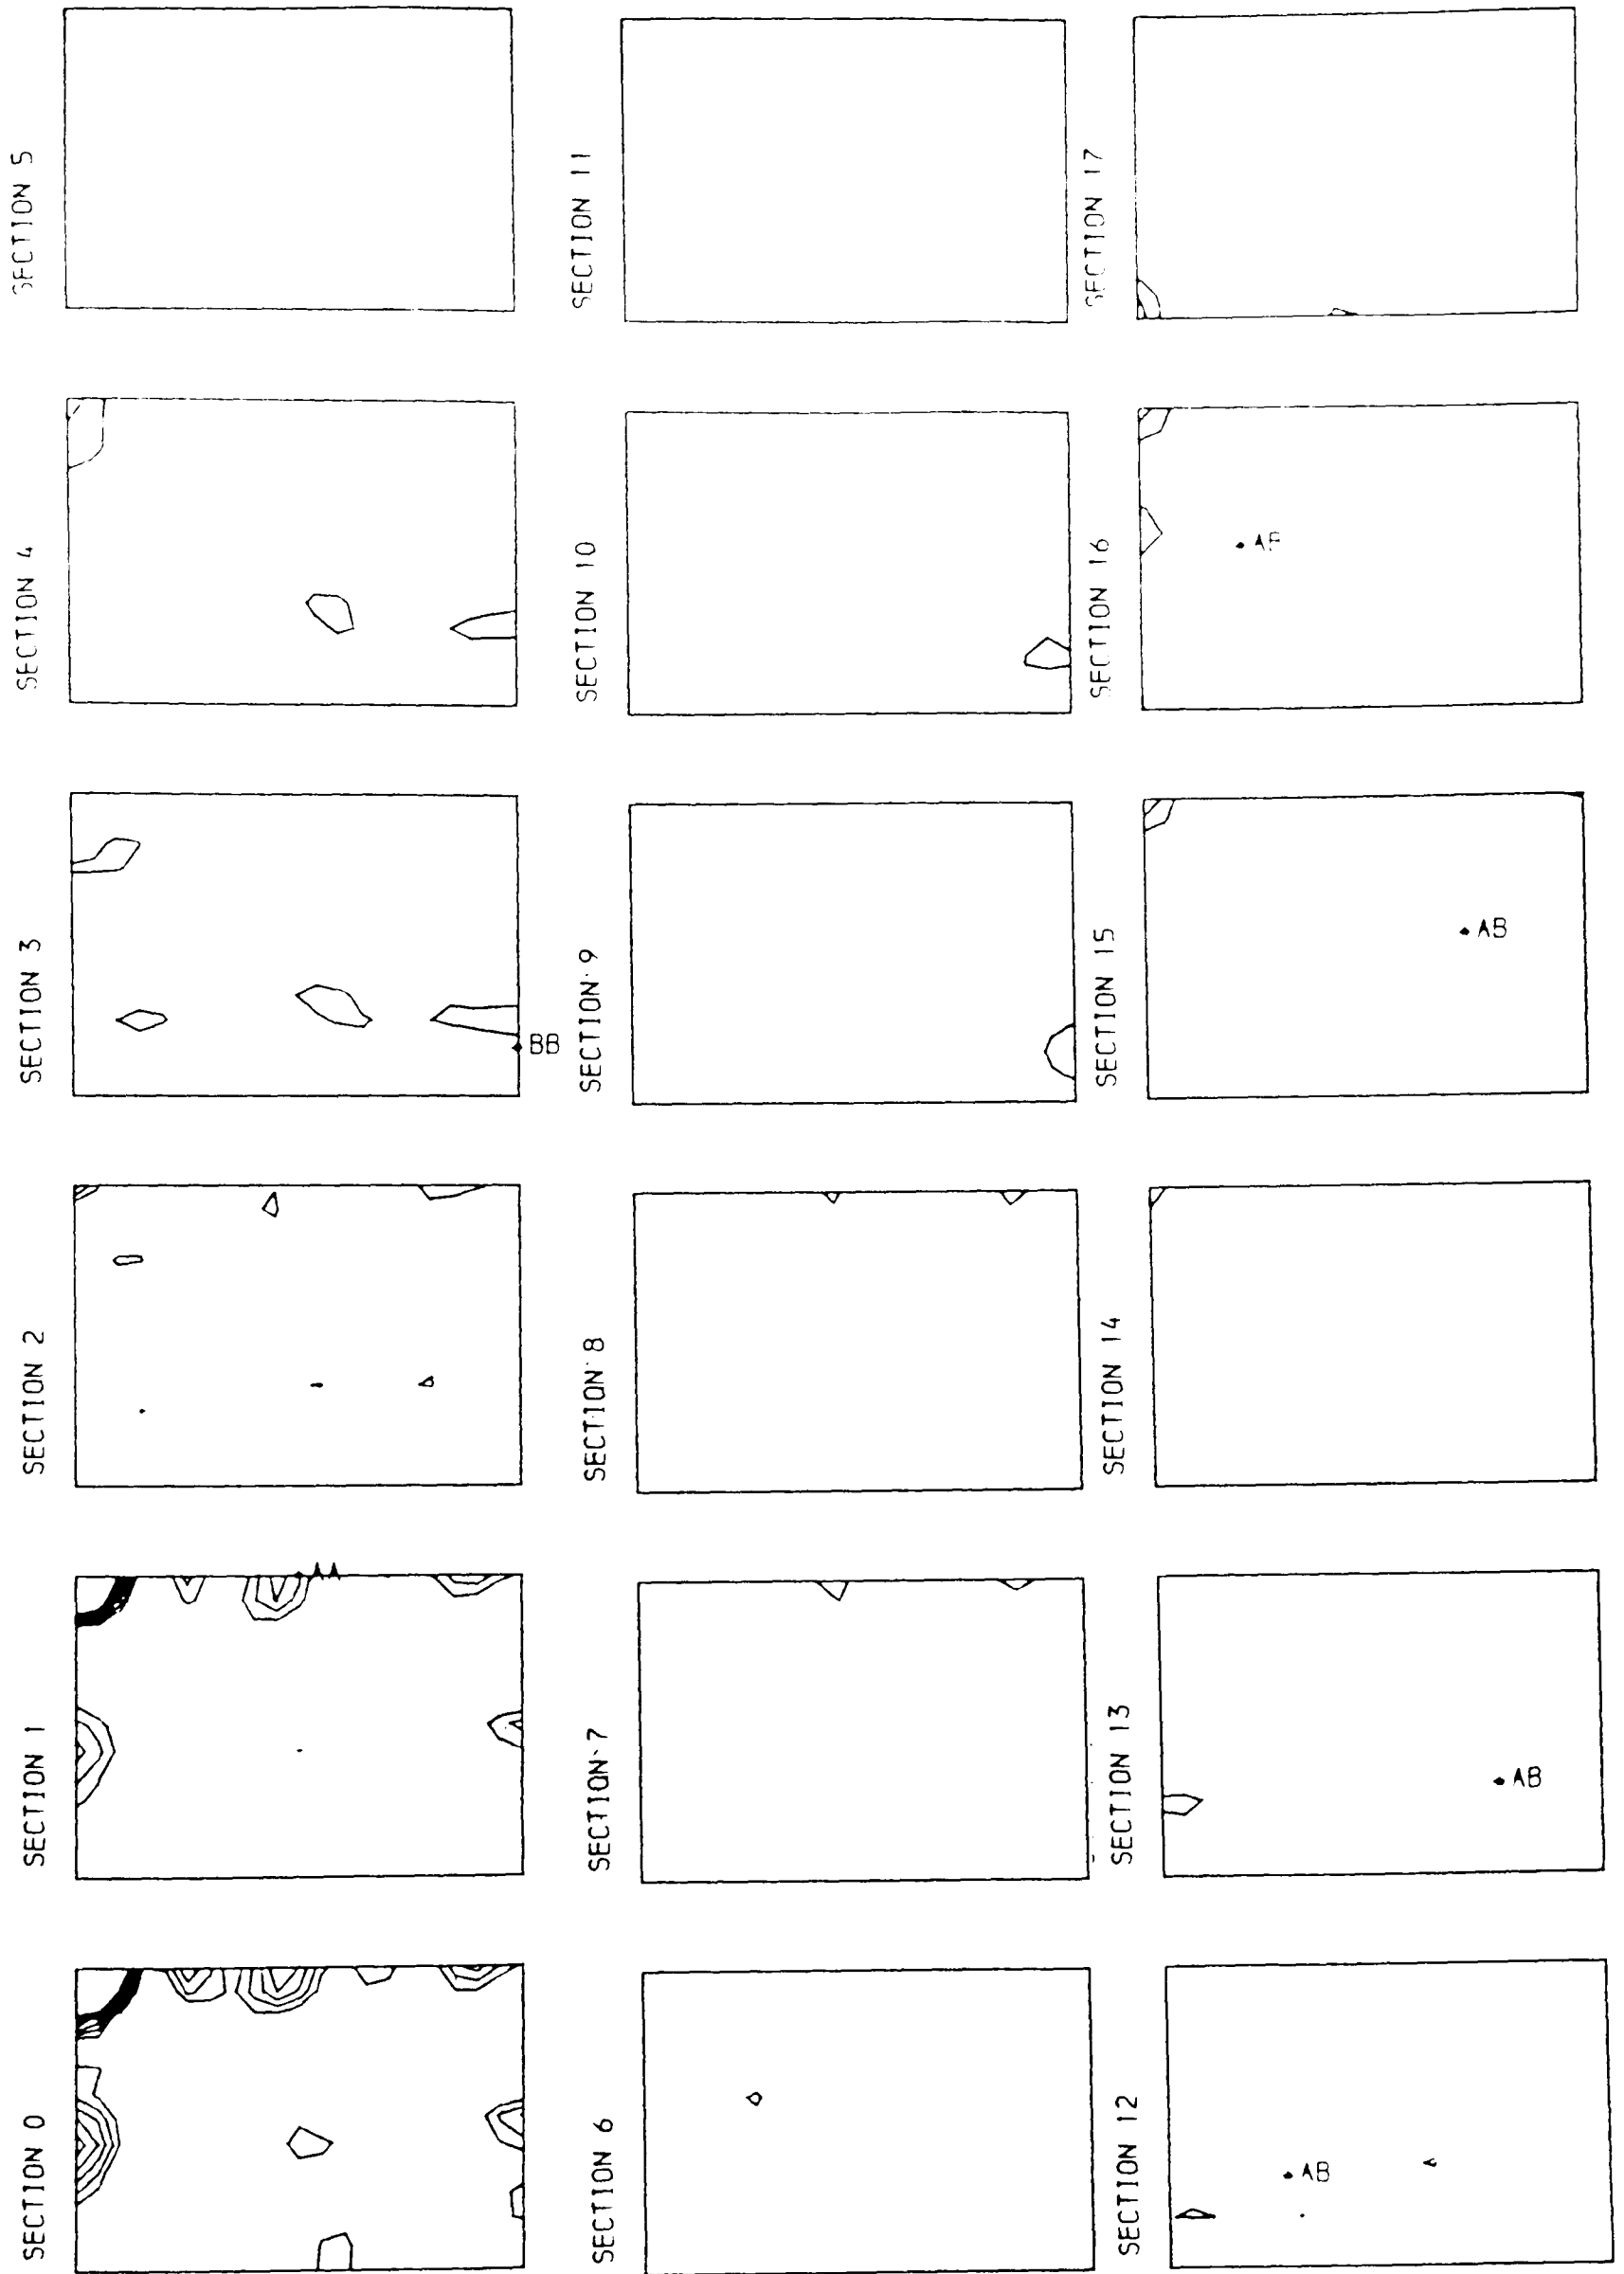 SECTION 0
SECTION 1
AA
SECTION 2
SECTION 3
BB
SECTION 4
SECTION 5
SECTION 6
SECTION 7
SECTION 8
SECTION 9
SECTION 10
SECTION 11
SECTION 12
AB
SECTION 13
AB
SECTION 14
SECTION 15
AB
SECTION 16
SECTION 17